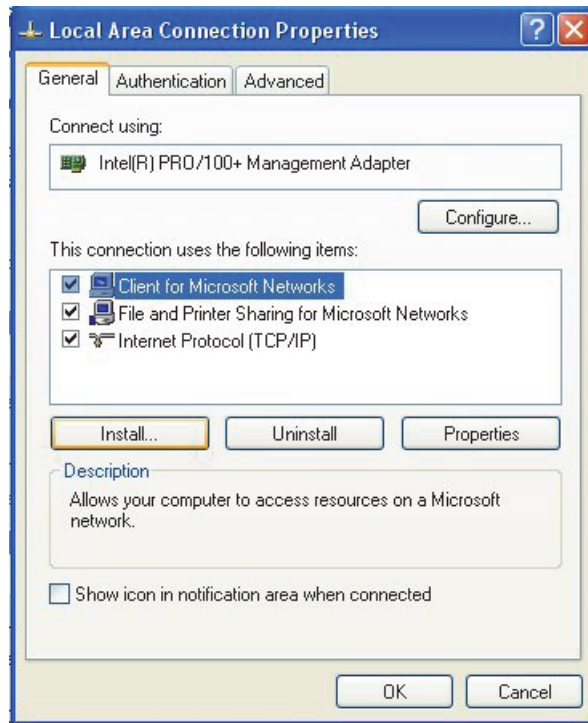 Local Area Connection Properties
General Authentication Advanced
Connect using:
Intel(R) PRO/100+ Management Adapter
Configure...
This connection uses the following items:
Client for Microsoft Networks
File and Printer Sharing for Microsoft Networks
Internet Protocol (TCP/IP)
Install... Uninstall Properties
Description
Allows your computer to access resources on a Microsoft
network.
Show icon in notification area when connected
OK Cancel